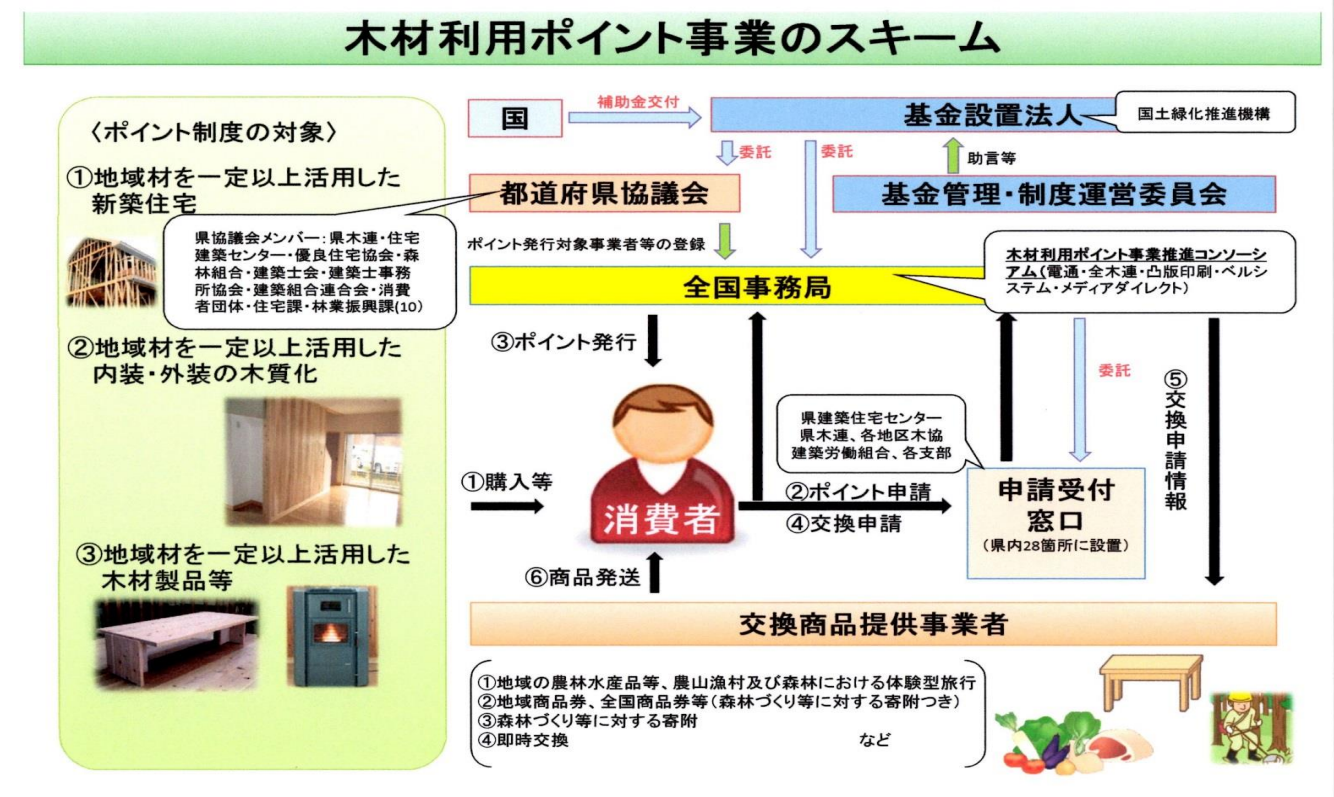 木材利用ポイント事業のスキーム
〈ポイント制度の対象〉
①地域材を一定以上活用した
新築住宅
県協議会メンバー:県木連・住宅
建築センター・優良住宅協会・森
林組合・建築士会・建築士事務
所協会・建築組合連合会・消費
者団体・住宅課・林業振興課(10)
②地域材を一定以上活用した
内装・外装の木質化
③地域材を一定以上活用した
木材製品等
国
補助金交付
基金設置法人
国土緑化推進機構
委託
委託
助言等
都道府県協議会
基金管理・制度運営委員会
ポイント発行対象事業者等の登録
木材利用ポイント事業推進コンソーシ
アム(電通・全木連・凸版印刷・ベルシ
ステム・メディアダイレクト)
全国事務局
③ポイント発行
委託
⑤交換申請情報
県建築住宅センター
県木連、各地区木協
建築労働組合、各支部
①購入等
消費者
②ポイント申請
④交換申請
申請受付
窓口
(県内28箇所に設置)
⑥商品発送
交換商品提供事業者
①地域の農林水産品等、農山漁村及び森林における体験型旅行
②地域商品券、全国商品券等(森林づくり等に対する寄附つき)
③森林づくり等に対する寄附
④即時交換 など